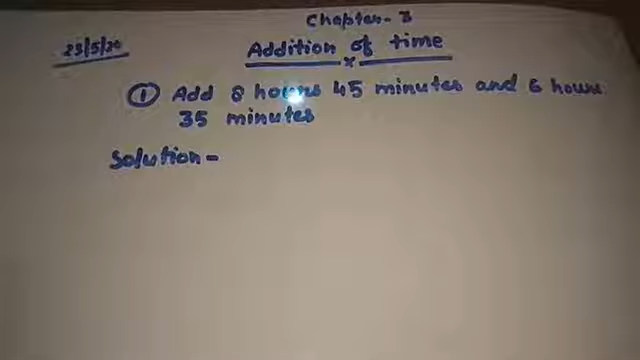 Chapter-3
23/5/20
Addition of time
x
① Add 8 hours 45 minutes and 6 hours
35 minutes
Solution-